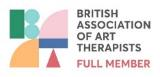 BRITISH
ASSOCIATION
OF ART
THERAPISTS
FULL MEMBER